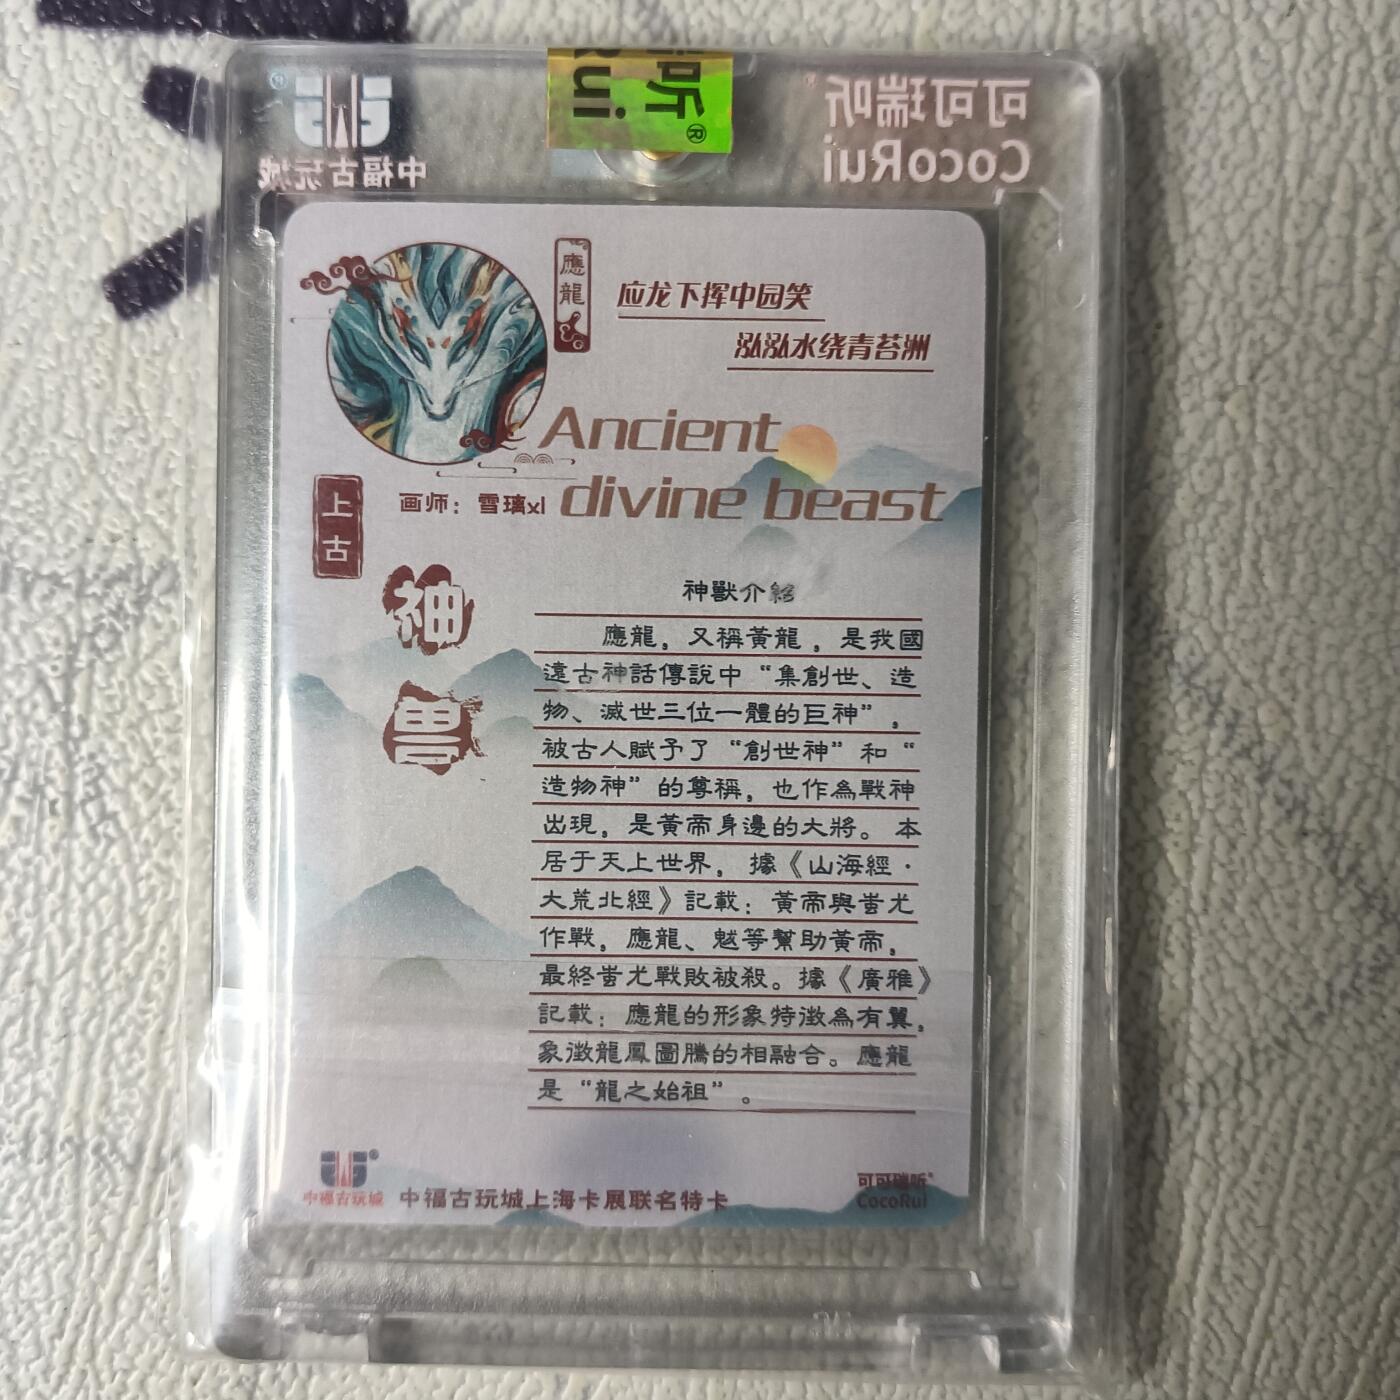 听
Rui
®
中福古玩城
可可瑞听
CocoRui
應龍
应龙下挥中园笑
泓泓水绕青苔洲
Ancient
divine beast
画师：雪璃xl
上古
神
兽
神獸介紹
應龍，又稱黃龍，是我國
遠古神話傳說中“集創世、造
物、滅世三位一體的巨神”，
被古人賦予了“創世神”和“
造物神”的尊稱，也作為戰神
出現，是黃帝身邊的大將。本
居于天上世界，據《山海經·
大荒北經》記載：黃帝與蚩尤
作戰，應龍、魃等幫助黃帝，
最終蚩尤戰敗被殺。據《廣雅》
記載：應龍的形象特徵為有翼，
象徵龍鳳圖騰的相融合。應龍
是“龍之始祖”。
中福古玩城
中福古玩城上海卡展联名特卡
可可瑞听
CocoRui